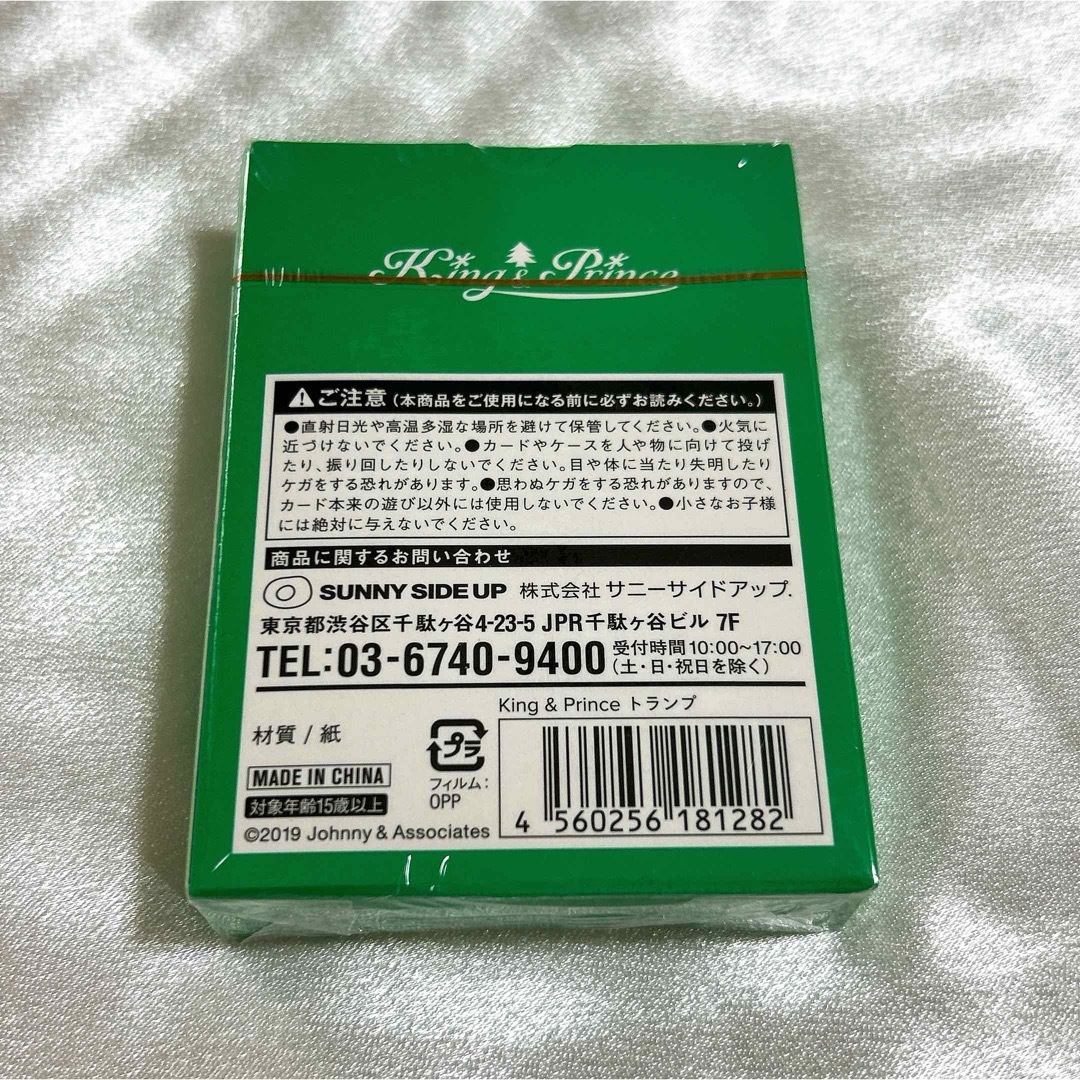 King & Prince
ご注意 (本商品をご使用になる前に必ずお読みください。)
●直射日光や高温多湿な場所を避けて保管してください。●火気に
近づけないでください。●カードやケースを人や物に向けて投げ
たり、振り回したりしないでください。目や体に当たり失明したり
ケガをする恐れがあります。●思わぬケガをする恐れがありますので、
カード本来の遊び以外には使用しないでください。●小さなお子様
には絶対に与えないでください。
商品に関するお問い合わせ
SUNNY SIDE UP 株式会社 サニーサイドアップ.
東京都渋谷区千駄ヶ谷4-23-5 JPR千駄ヶ谷ビル 7F
TEL:03-6740-9400 受付時間10:00~17:00
(土・日・祝日を除く)
King & Prince トランプ
材質 / 紙
プラ
フィルム:
OPP
MADE IN CHINA
対象年齢15歳以上
©2019 Johnny & Associates
4 560256 181282